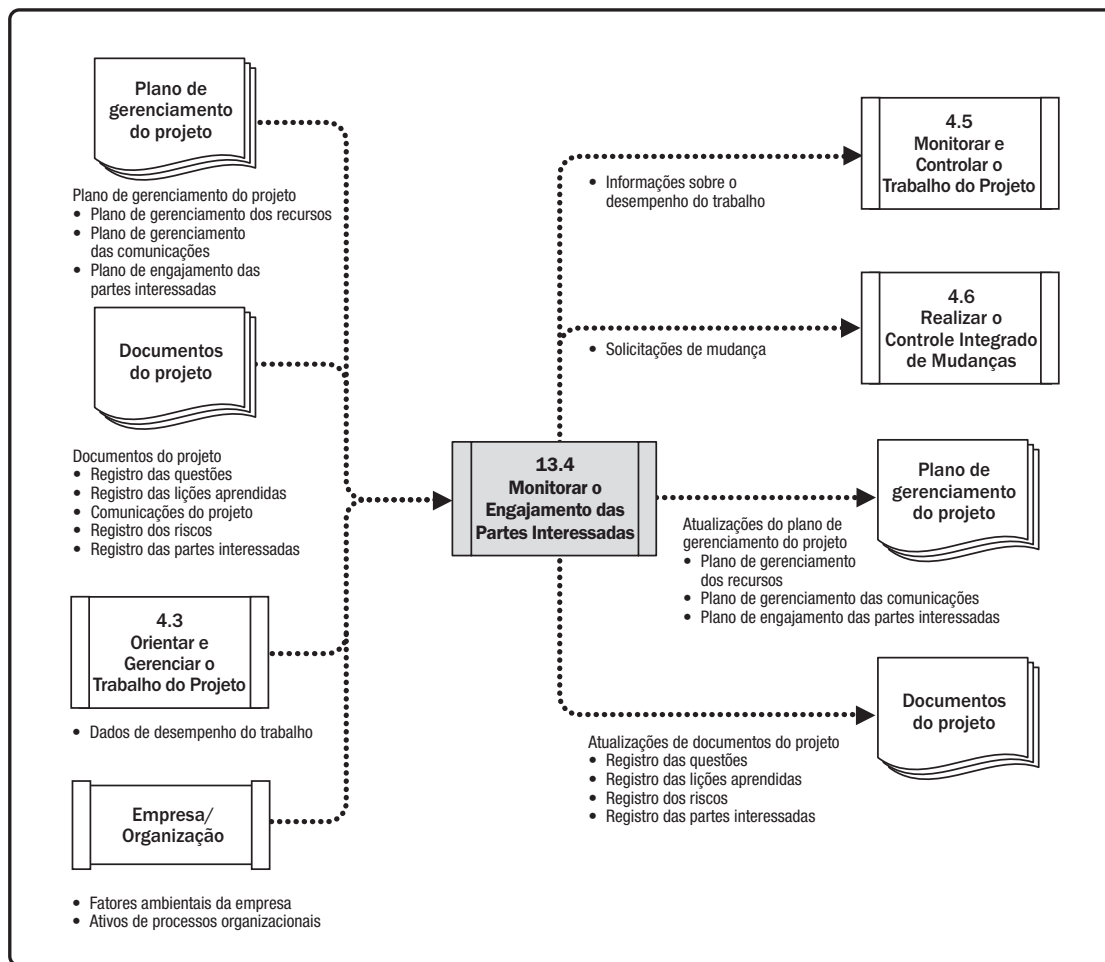 Plano de
gerenciamento
do projeto
Plano de gerenciamento do projeto
• Plano de gerenciamento dos recursos
• Plano de gerenciamento
das comunicações
• Plano de engajamento das
partes interessadas
Documentos
do projeto
Documentos do projeto
• Registro das questões
• Registro das lições aprendidas
• Comunicações do projeto
• Registro dos riscos
• Registro das partes interessadas
4.3
Orientar e
Gerenciar o
Trabalho do Projeto
• Dados de desempenho do trabalho
Empresa/
Organização
• Fatores ambientais da empresa
• Ativos de processos organizacionais
13.4
Monitorar o
Engajamento das
Partes Interessadas
• Informações sobre o
desempenho do trabalho
4.5
Monitorar e
Controlar o
Trabalho do Projeto
• Solicitações de mudança
4.6
Realizar o
Controle Integrado
de Mudanças
Atualizações do plano de
gerenciamento do projeto
• Plano de gerenciamento
dos recursos
• Plano de gerenciamento das comunicações
• Plano de engajamento das partes interessadas
Plano de
gerenciamento
do projeto
Atualizações de documentos do projeto
• Registro das questões
• Registro das lições aprendidas
• Registro dos riscos
• Registro das partes interessadas
Documentos
do projeto